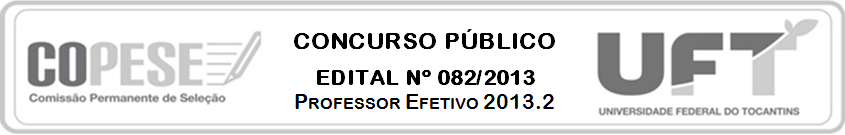 COPESE
Comissão Permanente de Seleção
CONCURSO PÚBLICO
EDITAL Nº 082/2013
PROFESSOR EFETIVO 2013.2
UFT
UNIVERSIDADE FEDERAL DO TOCANTINS